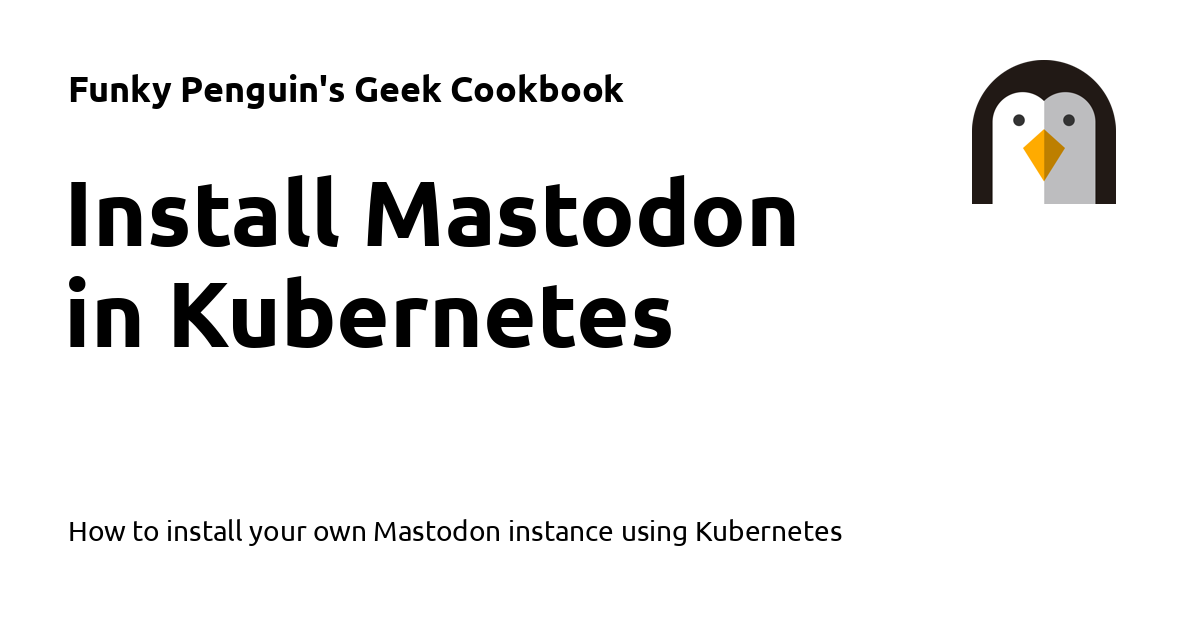 Funky Penguin's Geek Cookbook
Install Mastodon
in Kubernetes
How to install your own Mastodon instance using Kubernetes